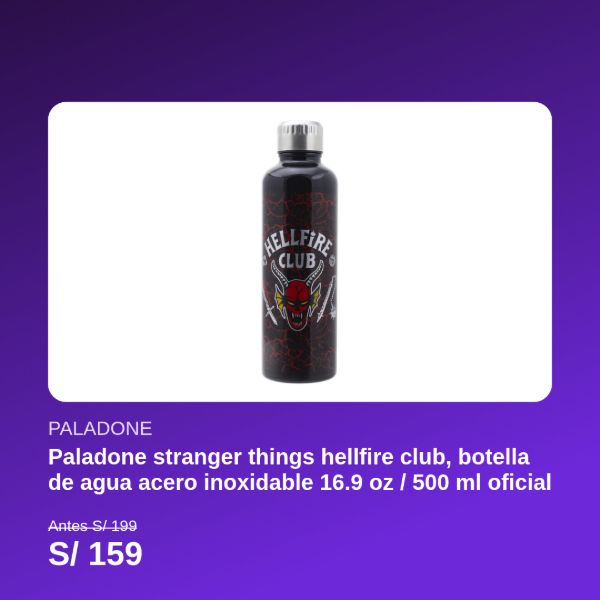 HELLFIRE
CLUB
PALADONE
Paladone stranger things hellfire club, botella
de agua acero inoxidable 16.9 oz / 500 ml oficial
Antes S/ 199
S/ 159